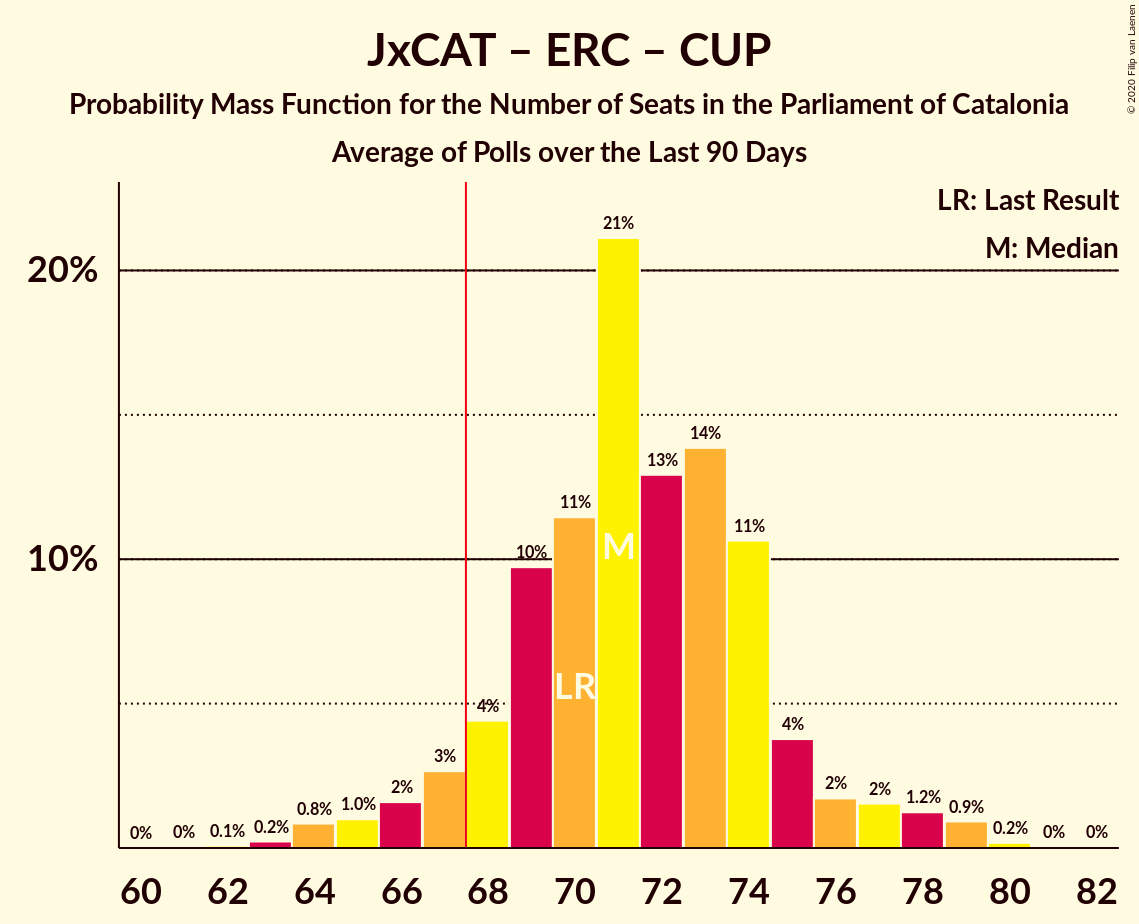 JxCAT – ERC – CUP
Probability Mass Function for the Number of Seats in the Parliament of Catalonia
Average of Polls over the Last 90 Days
© 2020 Filip van Laenen
LR: Last Result
M: Median
20%
10%
0%
0%
0.1%
0.2%
0.8%
1.0%
2%
3%
4%
10%
11%
21%
13%
14%
11%
4%
2%
2%
1.2%
0.9%
0.2%
0%
0%
LR
M
60 62 64 66 68 70 72 74 76 78 80 82